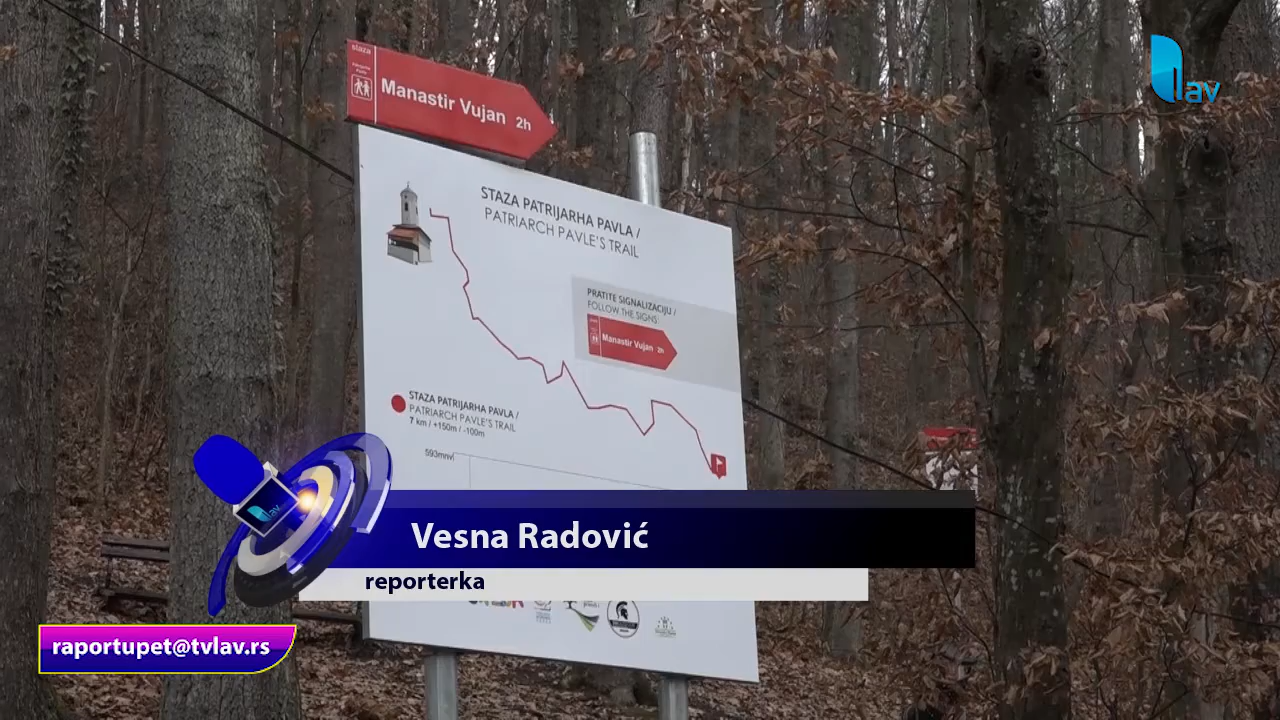 lav
staza
Manastir Vujan 2h
STAZA PATRIJARHA PAVLA /
PATRIARCH PAVLE'S TRAIL
PRATITE SIGNALIZACIJU /
FOLLOW THE SIGNS:
Manastir Vujan 2h
STAZA PATRIJARHA PAVLA /
PATRIARCH PAVLE'S TRAIL
7 km / +150m / -100m
593mnv
lav
Vesna Radović
reporterka
raportupet@tvlav.rs